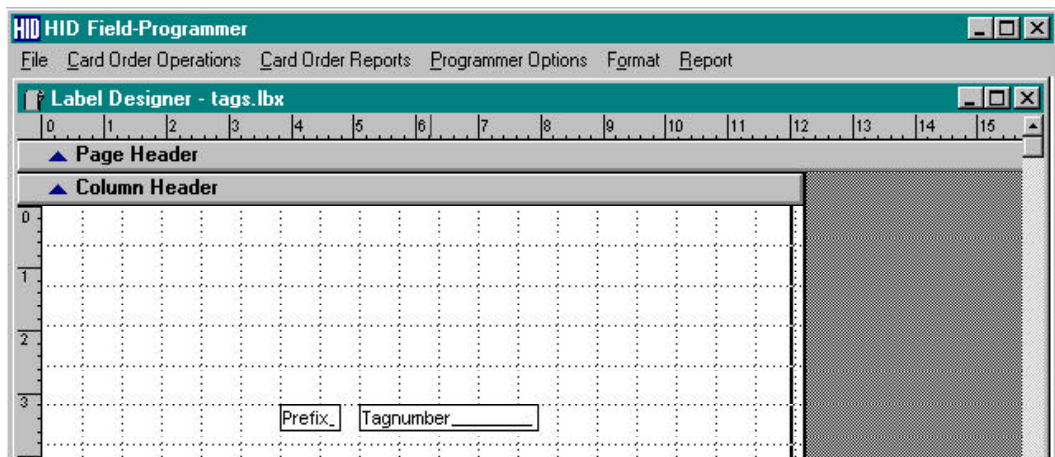 HID HID Field-Programmer
File Card Order Operations Card Order Reports Programmer Options Format Report
Label Designer - tags.lbx
0 1 2 3 4 5 6 7 8 9 10 11 12 13 14 15
Page Header
Column Header
0
1
2
3
Prefix_ Tagnumber_________